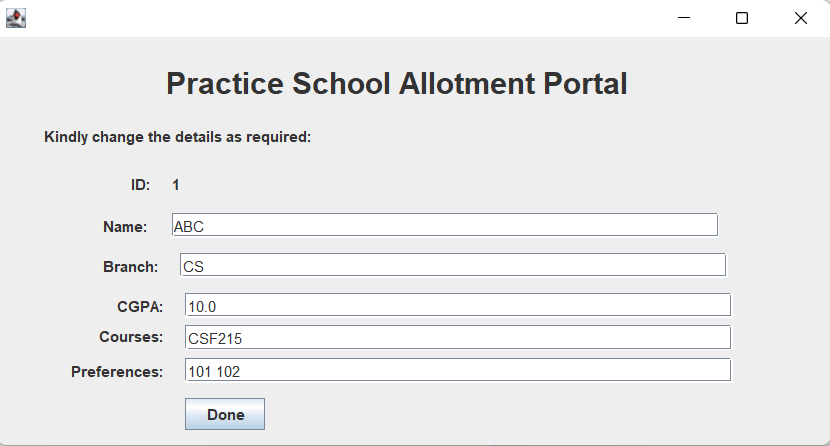 Practice School Allotment Portal
Kindly change the details as required:
ID: 1
Name: ABC
Branch: CS
CGPA: 10.0
Courses: CSF215
Preferences: 101 102
Done